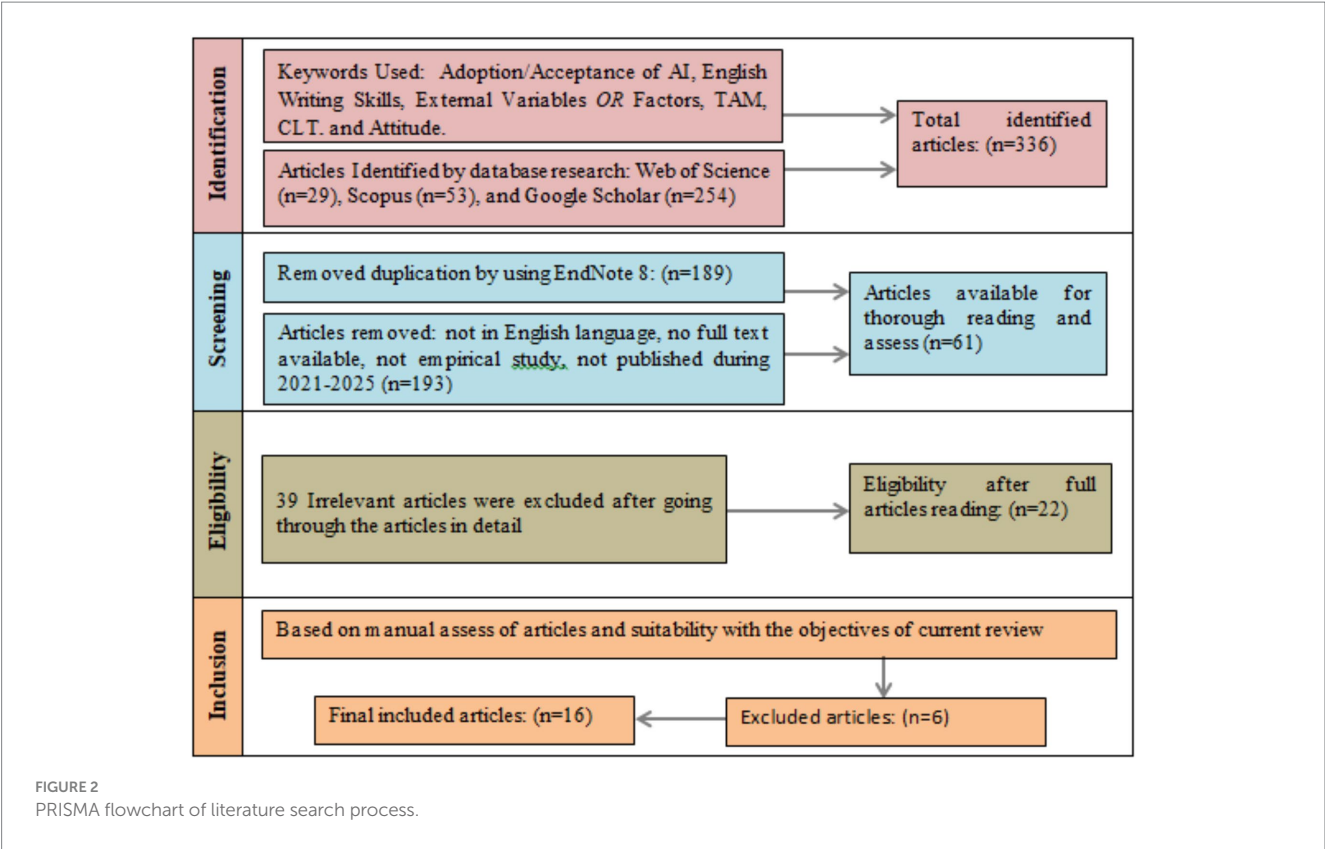 Identification
Keywords Used: Adoption/Acceptance of AI, English
Writing Skills, External Variables OR Factors, TAM,
CLT. and Attitude.
Articles Identified by database research: Web of Science
(n=29), Scopus (n=53), and Google Scholar (n=254)
Total identified
articles: (n=336)
Screening
Removed duplication by using EndNote 8: (n=189)
Articles removed: not in English language, no full text
available, not empirical study, not published during
2021-2025 (n=193)
Articles available for
thorough reading and
assess (n=61)
Eligibility
39 Irrelevant articles were excluded after going
through the articles in detail
Eligibility after full
articles reading: (n=22)
Inclusion
Based on manual assess of articles and suitability with the objectives of current review
Final included articles: (n=16)
Excluded articles: (n=6)
FIGURE 2
PRISMA flowchart of literature search process.